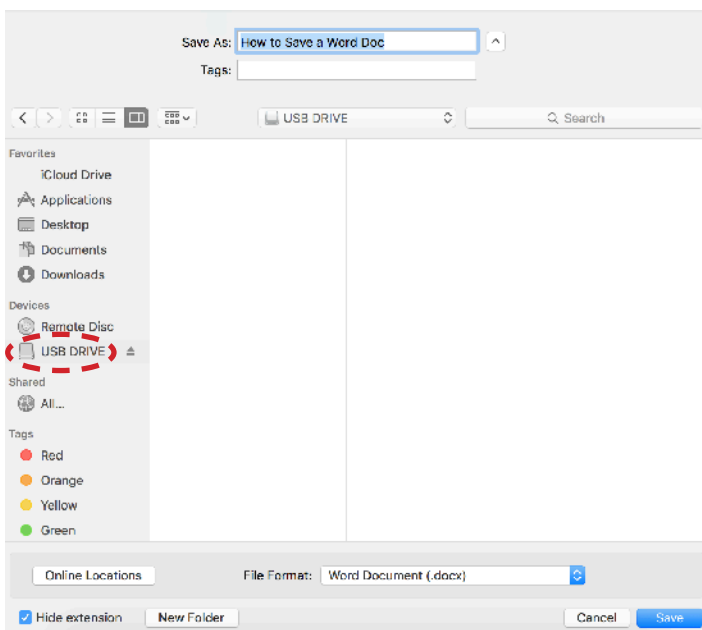 Save As: How to Save a Word Doc
Tags:
USB DRIVE
Search
Favorites
iCloud Drive
Applications
Desktop
Documents
Downloads
Devices
Remote Disc
USB DRIVE
Shared
All...
Tags
Red
Orange
Yellow
Green
Online Locations File Format: Word Document (.docx)
Hide extension New Folder Cancel Save